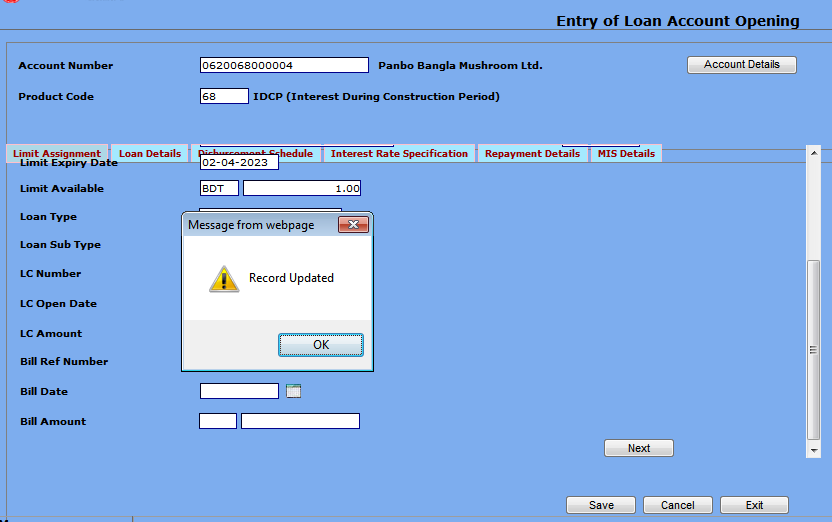 Entry of Loan Account Opening
Account Number 0620068000004 Panbo Bangla Mushroom Ltd. Account Details
Product Code 68 IDCP (Interest During Construction Period)
Limit Assignment Loan Details Disbursement Schedule Interest Rate Specification Repayment Details MIS Details
Limit Expiry Date 02-04-2023
Limit Available BDT 1.00
Loan Type
Message from webpage
Loan Sub Type
LC Number
Record Updated
LC Open Date
LC Amount
OK
Bill Ref Number
Bill Date
Bill Amount
Next
Save Cancel Exit